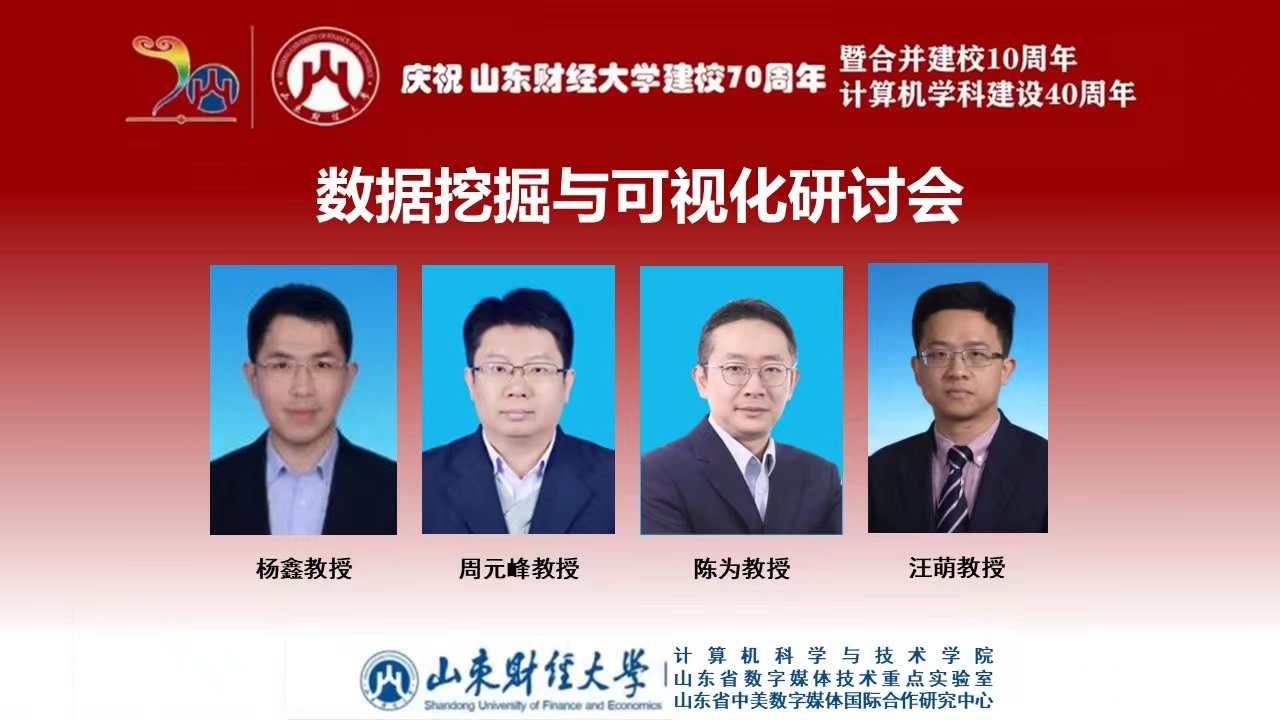 庆祝 山东财经大学建校70周年
暨合并建校10周年
计算机学科建设40周年
数据挖掘与可视化研讨会
杨鑫教授
周元峰教授
陈为教授
汪萌教授
山东财经大学
Shandong University of Finance and Economics
计算机科学与技术学院
山东省数字媒体技术重点实验室
山东省中美数字媒体国际合作研究中心